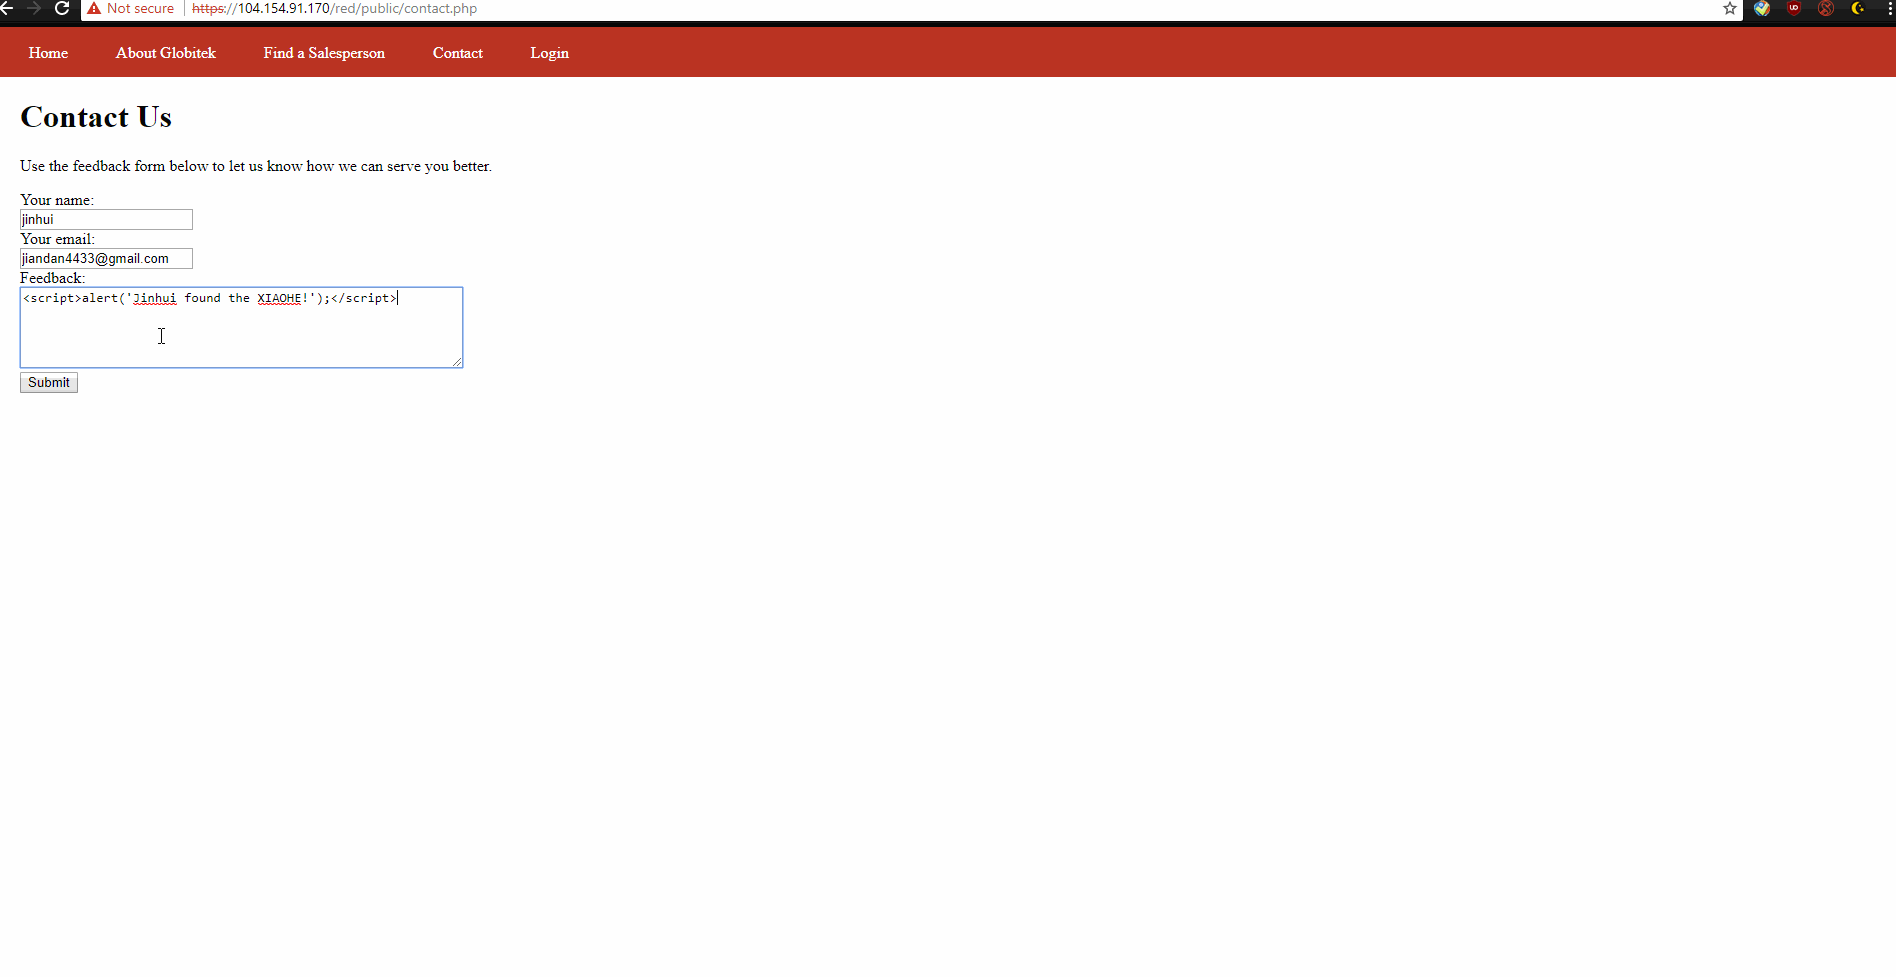 Not secure https://104.154.91.170/red/public/contact.php
Home About Globitek Find a Salesperson Contact Login
Contact Us
Use the feedback form below to let us know how we can serve you better.
Your name:
jinhui
Your email:
jiandan4433@gmail.com
Feedback:
<script>alert('Jinhui found the XIAOHE!');</script>
Submit